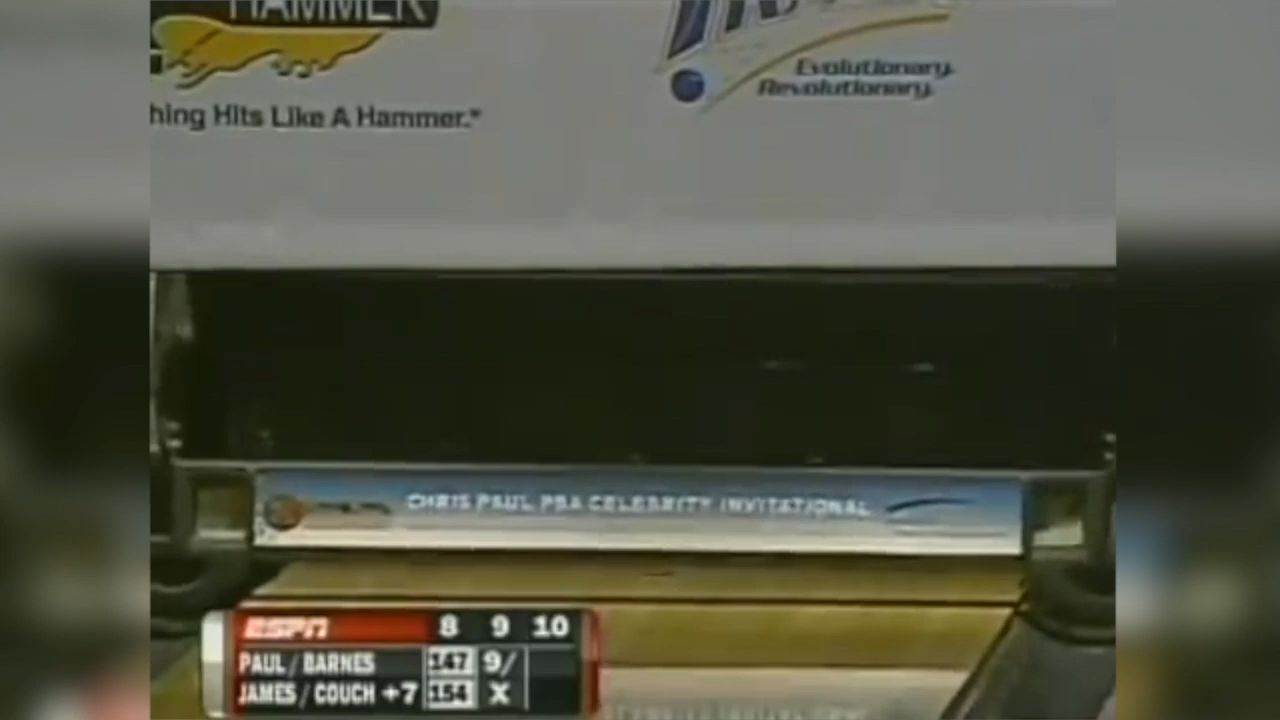 HAMMER
hing Hits Like A Hammer."
Evolutionary.
Revolutionary.
CHRIS PAUL PBA CELEBRITY INVITATIONAL
ESPN 8 9 10
PAUL / BARNES 147 9/
JAMES / COUCH +7 154 X